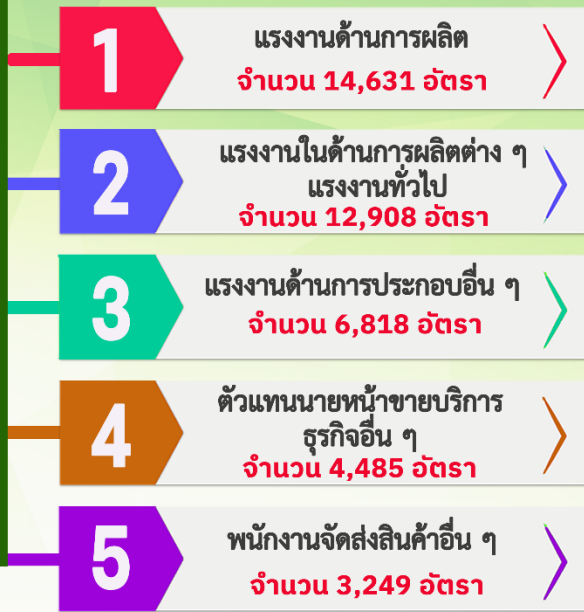 1
แรงงานด้านการผลิต
จำนวน 14,631 อัตรา
2
แรงงานในด้านการผลิตต่าง ๆ
แรงงานทั่วไป
จำนวน 12,908 อัตรา
3
แรงงานด้านการประกอบอื่น ๆ
จำนวน 6,818 อัตรา
4
ตัวแทนนายหน้าขายบริการ
ธุรกิจอื่น ๆ
จำนวน 4,485 อัตรา
5
พนักงานจัดส่งสินค้าอื่น ๆ
จำนวน 3,249 อัตรา